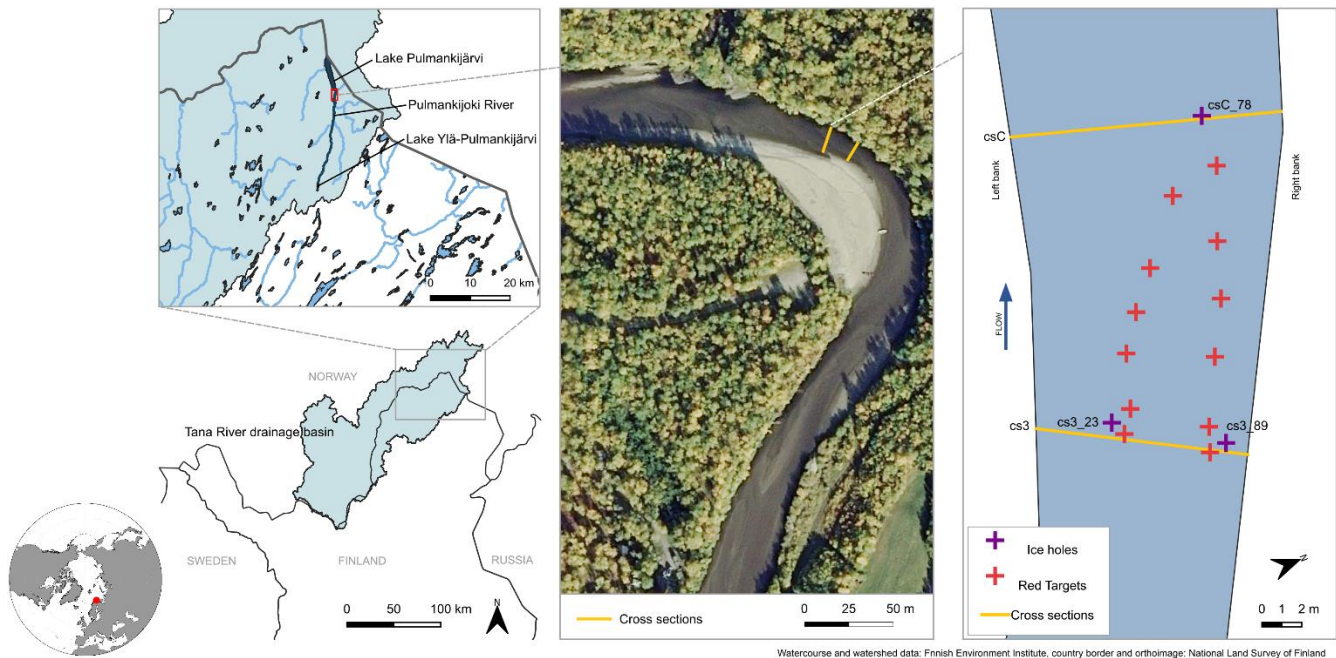 Lake Pulmankijärvi
Pulmankijoki River
Lake Ylä-Pulmankijärvi
0 10 20 km
NORWAY
Tana River drainage basin
SWEDEN
FINLAND
RUSSIA
0 50 100 km
N
Cross sections
0 25 50 m
csC_78
csC
Left bank
Right bank
FLOW
cs3_23
cs3
cs3_89
Ice holes
Red Targets
Cross sections
N
0 1 2 m
Watercourse and watershed data: Fnnish Environment Institute, country border and orthoimage: National Land Survey of Finland